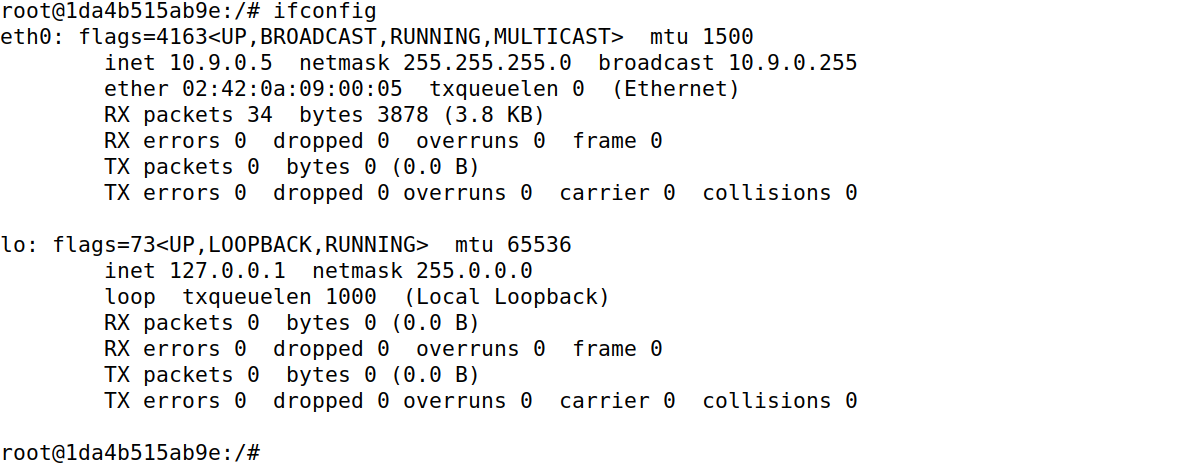 root@1da4b515ab9e:/# ifconfig
eth0: flags=4163<UP,BROADCAST,RUNNING,MULTICAST>  mtu 1500
        inet 10.9.0.5  netmask 255.255.255.0  broadcast 10.9.0.255
        ether 02:42:0a:09:00:05  txqueuelen 0  (Ethernet)
        RX packets 34  bytes 3878 (3.8 KB)
        RX errors 0  dropped 0  overruns 0  frame 0
        TX packets 0  bytes 0 (0.0 B)
        TX errors 0  dropped 0 overruns 0  carrier 0  collisions 0

lo: flags=73<UP,LOOPBACK,RUNNING>  mtu 65536
        inet 127.0.0.1  netmask 255.0.0.0
        loop  txqueuelen 1000  (Local Loopback)
        RX packets 0  bytes 0 (0.0 B)
        RX errors 0  dropped 0  overruns 0  frame 0
        TX packets 0  bytes 0 (0.0 B)
        TX errors 0  dropped 0 overruns 0  carrier 0  collisions 0

root@1da4b515ab9e:/#